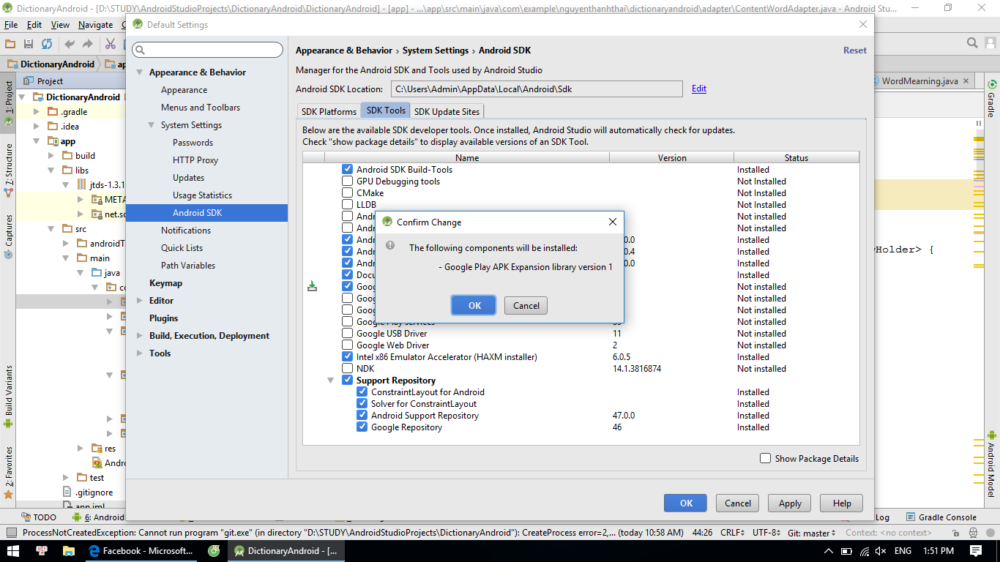 DictionaryAndroid - [D:\STUDY\AndroidStudioProjects\DictionaryAndroid\DictionaryAndroid] - [app] - ...\app\src\main\java\com\example\nguyenthanhthai\dictionaryandroid\adapter\ContentWordAdapter.java - Android Stu...
File Edit View Navigate
DictionaryAndroid
Project
WordMearning.java
DictionaryAndroid
.gradle
.idea
app
build
libs
jtds-1.3.1
META
net.so
src
androidT
main
java
co
res
Andro
test
.gitignore
app.iml
1: Project
7: Structure
Captures
Build Variants
2: Favorites
Gradle
Android Model
yHolder> {
Default Settings
Appearance & Behavior
Appearance
Menus and Toolbars
System Settings
Passwords
HTTP Proxy
Updates
Usage Statistics
Android SDK
Notifications
Quick Lists
Path Variables
Keymap
Editor
Plugins
Build, Execution, Deployment
Tools
Appearance & Behavior › System Settings › Android SDK Reset
Manager for the Android SDK and Tools used by Android Studio
Android SDK Location: C:\Users\Admin\AppData\Local\Android\Sdk Edit
SDK Platforms SDK Tools SDK Update Sites
Below are the available SDK developer tools. Once installed, Android Studio will automatically check for updates.
Check "show package details" to display available versions of an SDK Tool.
Name Version Status
Android SDK Build-Tools Installed
GPU Debugging tools Not Installed
CMake Not Installed
LLDB Not Installed
Andr Not installed
Andr Not installed
Andr .0.0 Installed
Andr .0.4 Installed
Andr .0.0 Installed
Docu Installed
Goog Not installed
Goog Not installed
Goog Not installed
Google Play services 39 Not installed
Google USB Driver 11 Not installed
Google Web Driver 2 Not installed
Intel x86 Emulator Accelerator (HAXM installer) 6.0.5 Installed
NDK 14.1.3816874 Not installed
Support Repository
ConstraintLayout for Android Installed
Solver for ConstraintLayout Installed
Android Support Repository 47.0.0 Installed
Google Repository 46 Installed
Show Package Details
OK Cancel Apply Help
Confirm Change
The following components will be installed:
- Google Play APK Expansion library version 1
OK Cancel
TODO 6: Android Log Gradle Console
ProcessNotCreatedException: Cannot run program "git.exe" (in directory "D:\STUDY\AndroidStudioProjects\DictionaryAndroid"): CreateProcess error=2,... (today 10:58 AM) 44:26 CRLF÷ UTF-8÷ Git: master÷ Context: <no context>
Facebook - Microsoft... DictionaryAndroid - [... ENG 1:51 PM